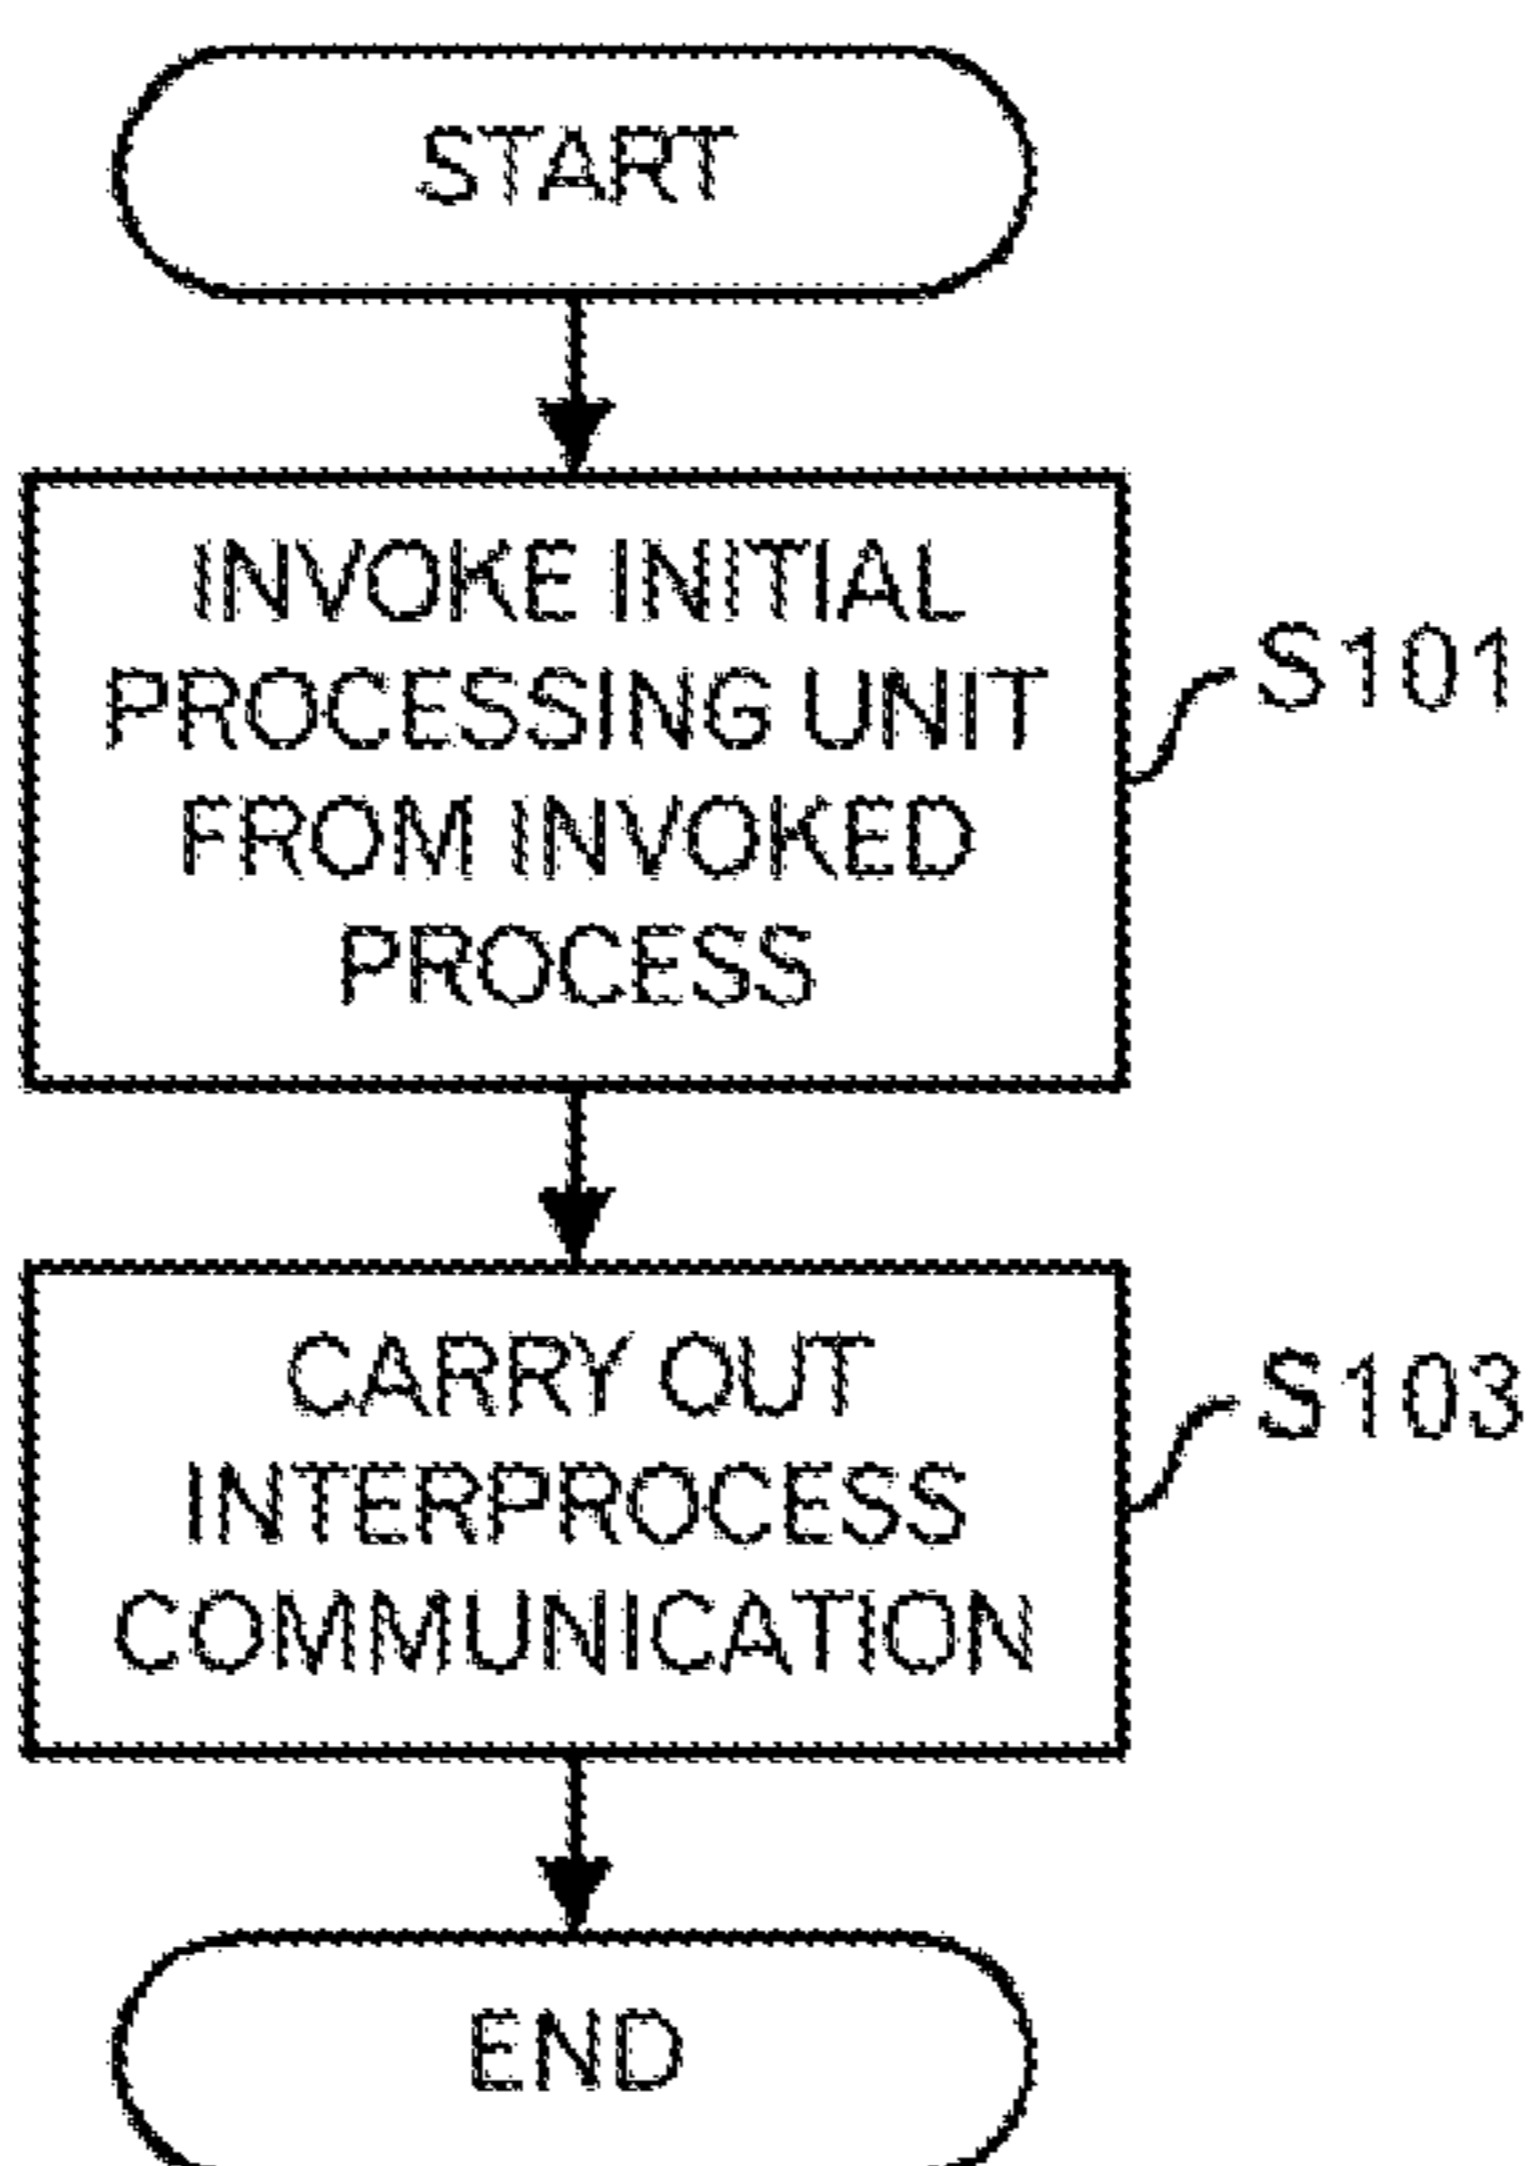 START
INVOKE INITIAL
PROCESSING UNIT
FROM INVOKED
PROCESS
S101
CARRY OUT
INTERPROCESS
COMMUNICATION
S103
END